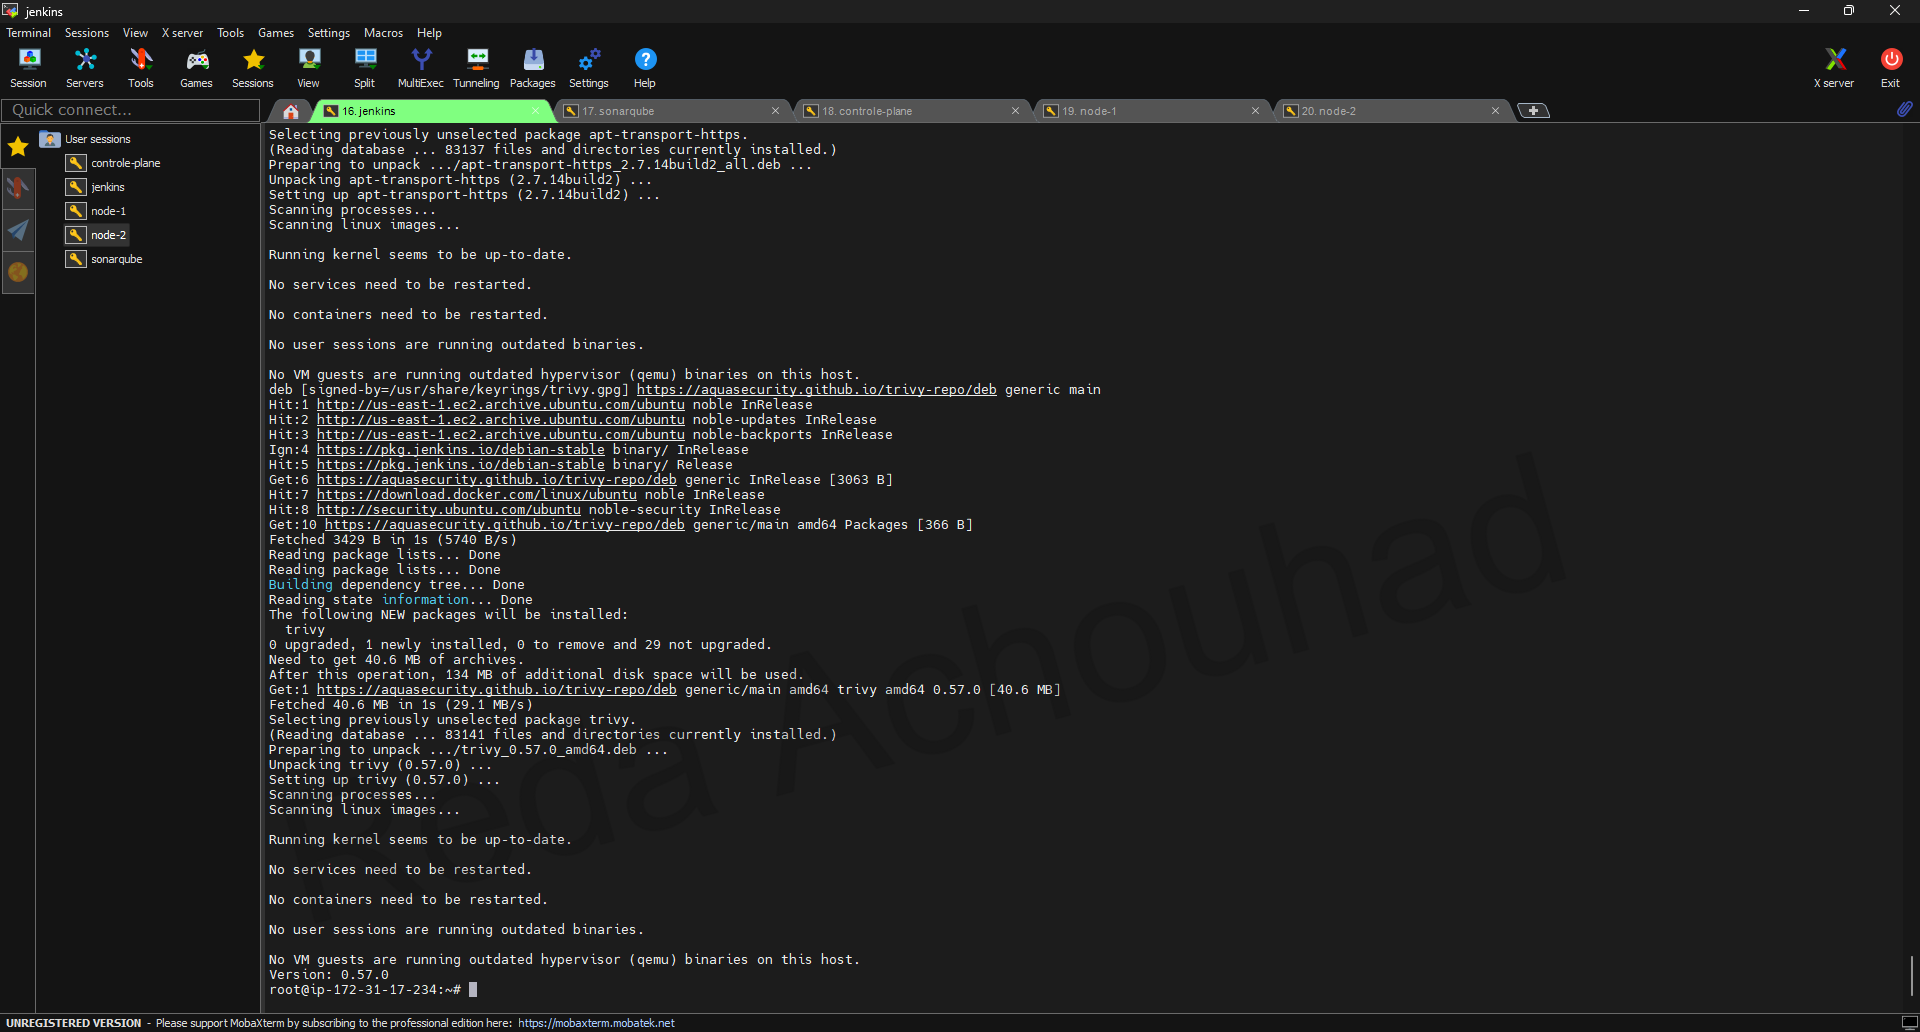 jenkins
Terminal Sessions View X server Tools Games Settings Macros Help
Session Servers Tools Games Sessions View Split MultiExec Tunneling Packages Settings Help X server Exit
Quick connect...
16. jenkins
17. sonarqube
18. controle-plane
19. node-1
20. node-2
User sessions
controle-plane
jenkins
node-1
node-2
sonarqube
Selecting previously unselected package apt-transport-https.
(Reading database ... 83137 files and directories currently installed.)
Preparing to unpack .../apt-transport-https_2.7.14build2_all.deb ...
Unpacking apt-transport-https (2.7.14build2) ...
Setting up apt-transport-https (2.7.14build2) ...
Scanning processes...
Scanning linux images...
Running kernel seems to be up-to-date.
No services need to be restarted.
No containers need to be restarted.
No user sessions are running outdated binaries.
No VM guests are running outdated hypervisor (qemu) binaries on this host.
deb [signed-by=/usr/share/keyrings/trivy.gpg] https://aquasecurity.github.io/trivy-repo/deb generic main
Hit:1 http://us-east-1.ec2.archive.ubuntu.com/ubuntu noble InRelease
Hit:2 http://us-east-1.ec2.archive.ubuntu.com/ubuntu noble-updates InRelease
Hit:3 http://us-east-1.ec2.archive.ubuntu.com/ubuntu noble-backports InRelease
Ign:4 https://pkg.jenkins.io/debian-stable binary/ InRelease
Hit:5 https://pkg.jenkins.io/debian-stable binary/ Release
Get:6 https://aquasecurity.github.io/trivy-repo/deb generic InRelease [3063 B]
Hit:7 https://download.docker.com/linux/ubuntu noble InRelease
Hit:8 http://security.ubuntu.com/ubuntu noble-security InRelease
Get:10 https://aquasecurity.github.io/trivy-repo/deb generic/main amd64 Packages [366 B]
Fetched 3429 B in 1s (5740 B/s)
Reading package lists... Done
Reading package lists... Done
Building dependency tree... Done
Reading state information... Done
The following NEW packages will be installed:
trivy
0 upgraded, 1 newly installed, 0 to remove and 29 not upgraded.
Need to get 40.6 MB of archives.
After this operation, 134 MB of additional disk space will be used.
Get:1 https://aquasecurity.github.io/trivy-repo/deb generic/main amd64 trivy amd64 0.57.0 [40.6 MB]
Fetched 40.6 MB in 1s (29.1 MB/s)
Selecting previously unselected package trivy.
(Reading database ... 83141 files and directories currently installed.)
Preparing to unpack .../trivy_0.57.0_amd64.deb ...
Unpacking trivy (0.57.0) ...
Setting up trivy (0.57.0) ...
Scanning processes...
Scanning linux images...
Running kernel seems to be up-to-date.
No services need to be restarted.
No containers need to be restarted.
No user sessions are running outdated binaries.
No VM guests are running outdated hypervisor (qemu) binaries on this host.
Version: 0.57.0
root@ip-172-31-17-234:~#
Achouhad
UNREGISTERED VERSION - Please support MobaXterm by subscribing to the professional edition here: https://mobaxterm.mobatek.net